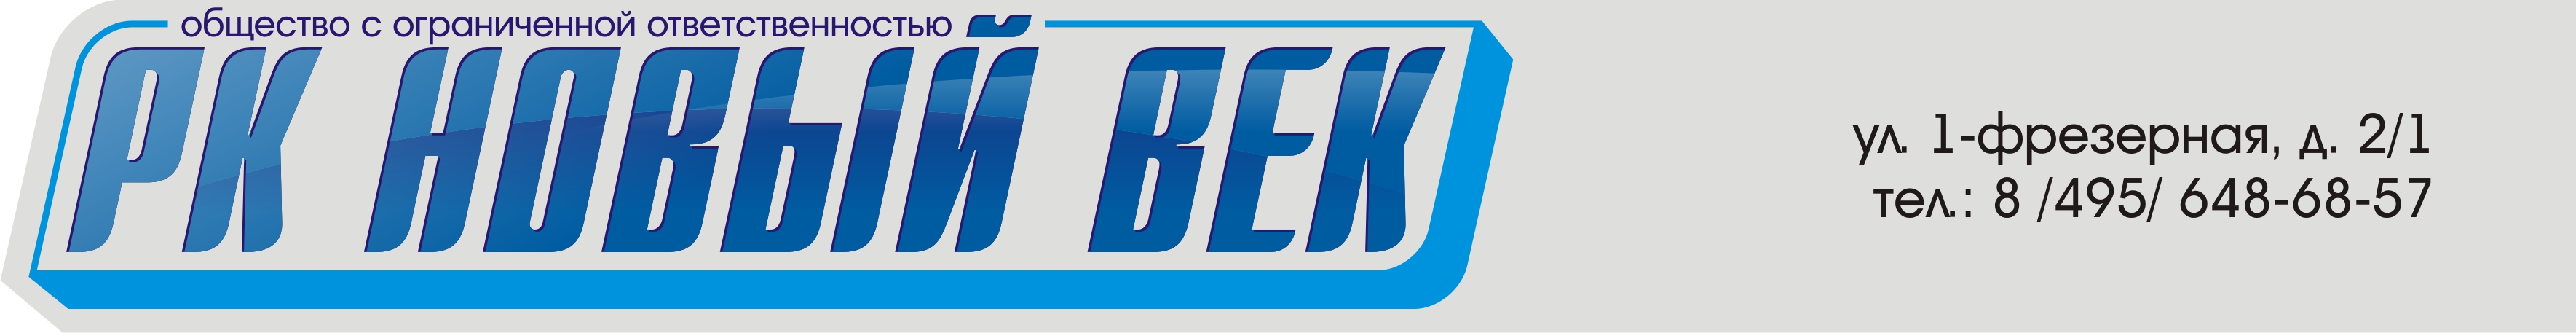 общество с ограниченной ответственностью
РК НОВЫЙ ВЕК
ул. 1-фрезерная, д. 2/1
тел.: 8 /495/ 648-68-57